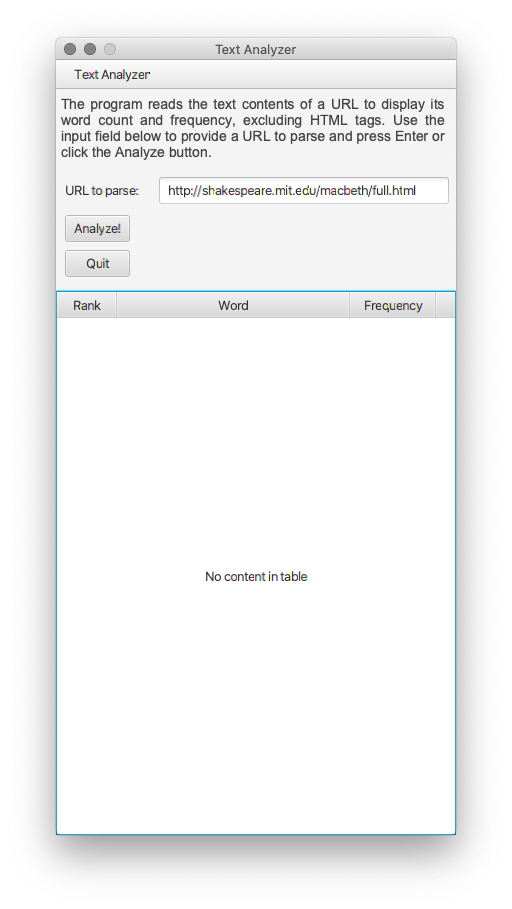 Text Analyzer
Text Analyzer
The program reads the text contents of a URL to display its
word count and frequency, excluding HTML tags. Use the
input field below to provide a URL to parse and press Enter or
click the Analyze button.
URL to parse: http://shakespeare.mit.edu/macbeth/full.html
Analyze!
Quit
Rank Word Frequency
No content in table